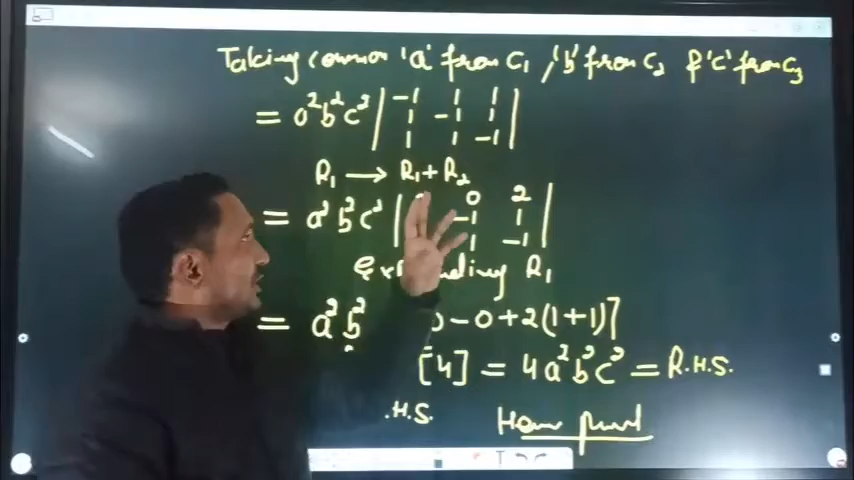 Taking common 'a' from C₁, 'b' from C₂ & 'c' from C₃
= a²b²c² | -1 1 1 |
| 1 -1 1 |
| 1 1 -1 |
R₁ → R₁ + R₂
= a²b²c² | 0 2 |
| -1 1 |
| 1 -1 |
Expanding R₁
= a²b² 0 - 0 + 2(1+1)]
[4] = 4a²b²c² = R.H.S.
.H.S. Hence proved